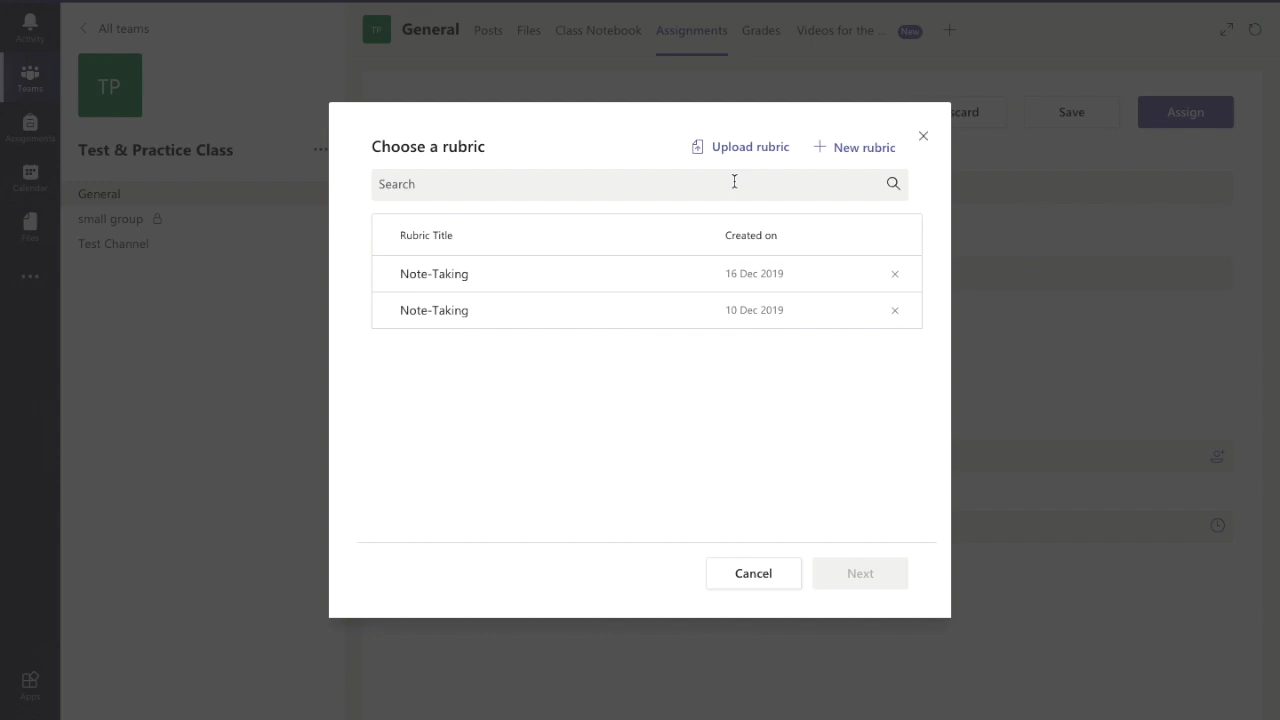 All teams
TP General Posts Files Class Notebook Assignments Grades Videos for the ... New
Activity
Teams
Assignments
Calendar
Files
Apps
TP
Test & Practice Class
General
small group
Test Channel
scard Save Assign
Choose a rubric Upload rubric New rubric
Search
Rubric Title Created on
Note-Taking 16 Dec 2019
Note-Taking 10 Dec 2019
Cancel Next